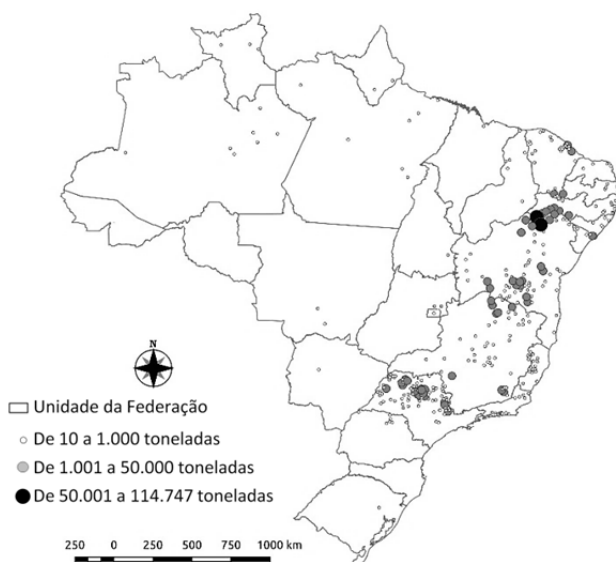 N
Unidade da Federação
De 10 a 1.000 toneladas
De 1.001 a 50.000 toneladas
De 50.001 a 114.747 toneladas
250 0 250 500 750 1000 km